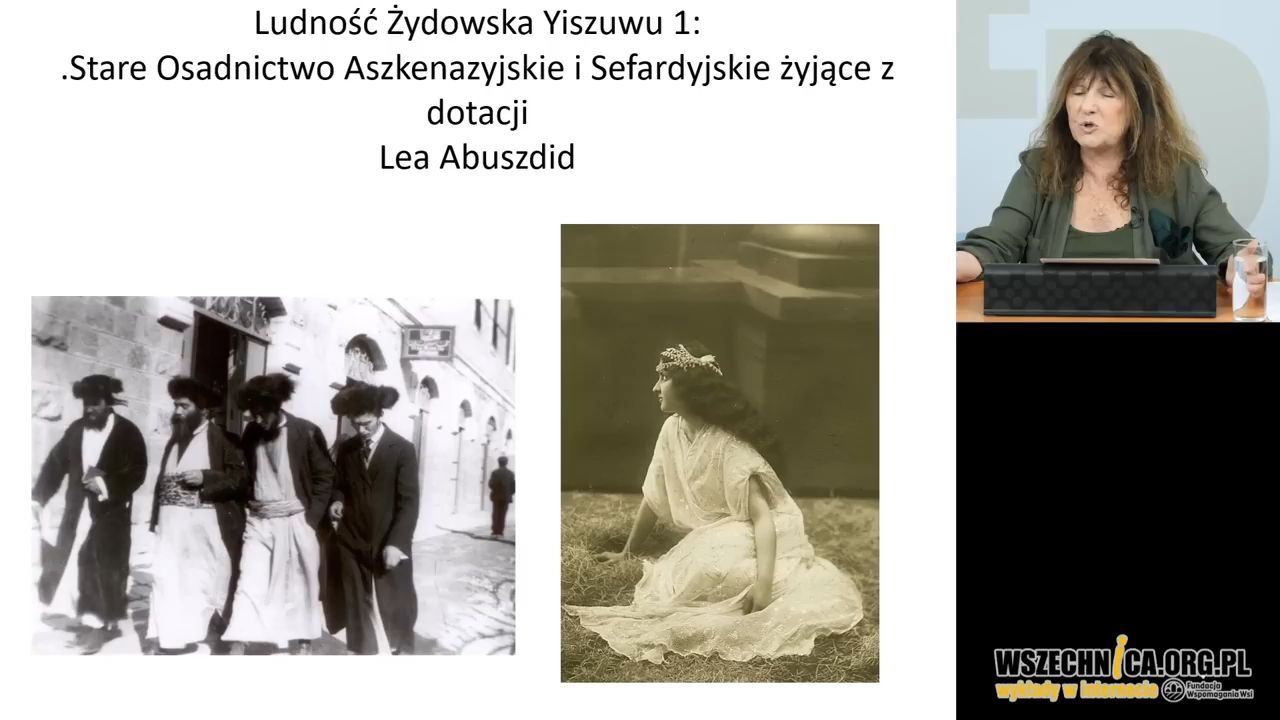 Ludność Żydowska Yiszuwu 1:
.Stare Osadnictwo Aszkenazyjskie i Sefardyjskie żyjące z
dotacji
Lea Abuszdid
WSZECHNICA.ORG.PL
wykłady w internecie
Fundacja
Wspomagania Wsi